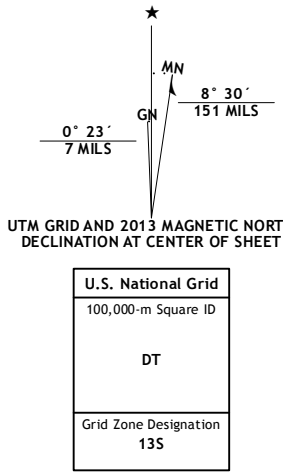 MN
GN
8° 30´
151 MILS
0° 23´
7 MILS
UTM GRID AND 2013 MAGNETIC NORT
DECLINATION AT CENTER OF SHEET
U.S. National Grid
100,000-m Square ID
DT
Grid Zone Designation
13S